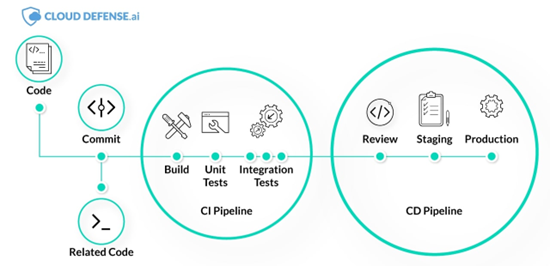 CLOUD DEFENSE.ai
Code
Commit
Related Code
Build
Unit
Tests
Integration
Tests
CI Pipeline
Review
Staging
Production
CD Pipeline